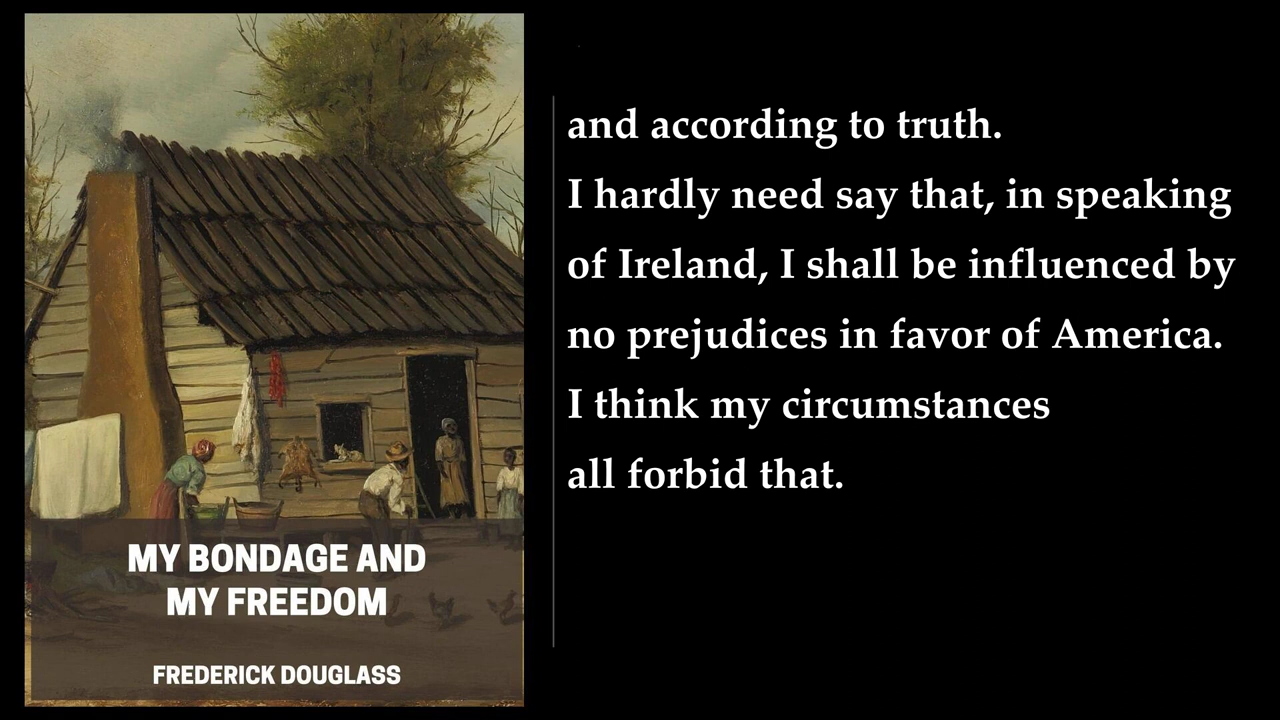 and according to truth.
I hardly need say that, in speaking
of Ireland, I shall be influenced by
no prejudices in favor of America.
I think my circumstances
all forbid that.
MY BONDAGE AND
MY FREEDOM
FREDERICK DOUGLASS